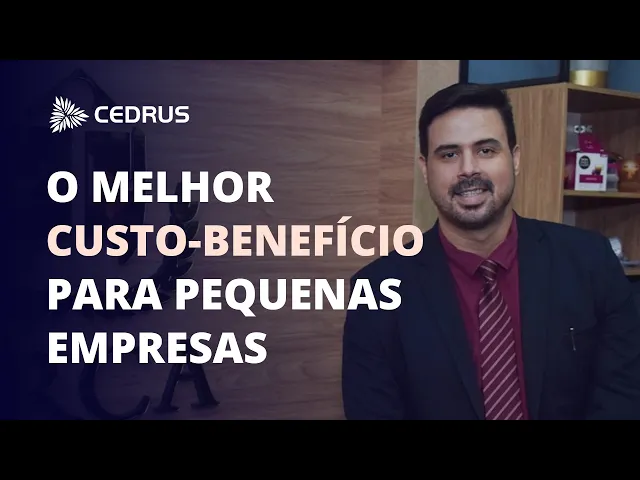 CEDRUS
O MELHOR
CUSTO-BENEFÍCIO
PARA PEQUENAS
EMPRESAS